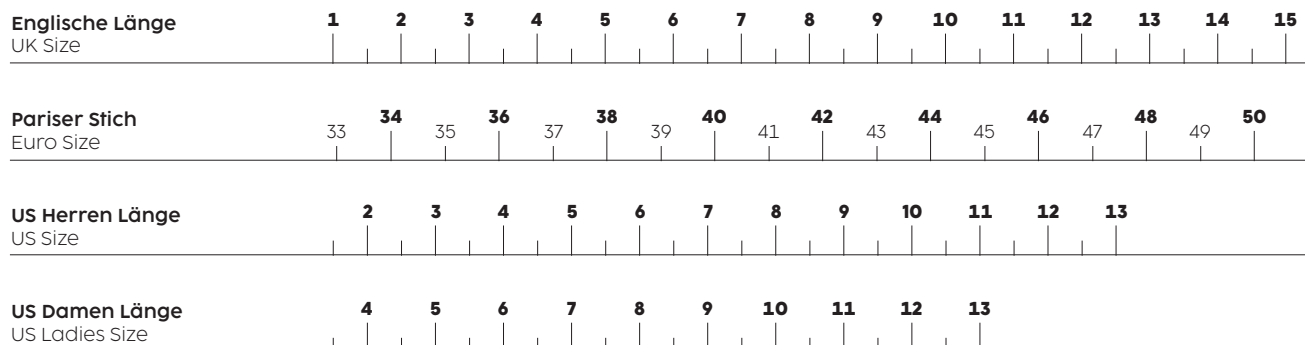 Englische Länge 1 2 3 4 5 6 7 8 9 10 11 12 13 14 15
UK Size
Pariser Stich 33 34 35 36 37 38 39 40 41 42 43 44 45 46 47 48 49 50
Euro Size
US Herren Länge 2 3 4 5 6 7 8 9 10 11 12 13
US Size
US Damen Länge 4 5 6 7 8 9 10 11 12 13
US Ladies Size